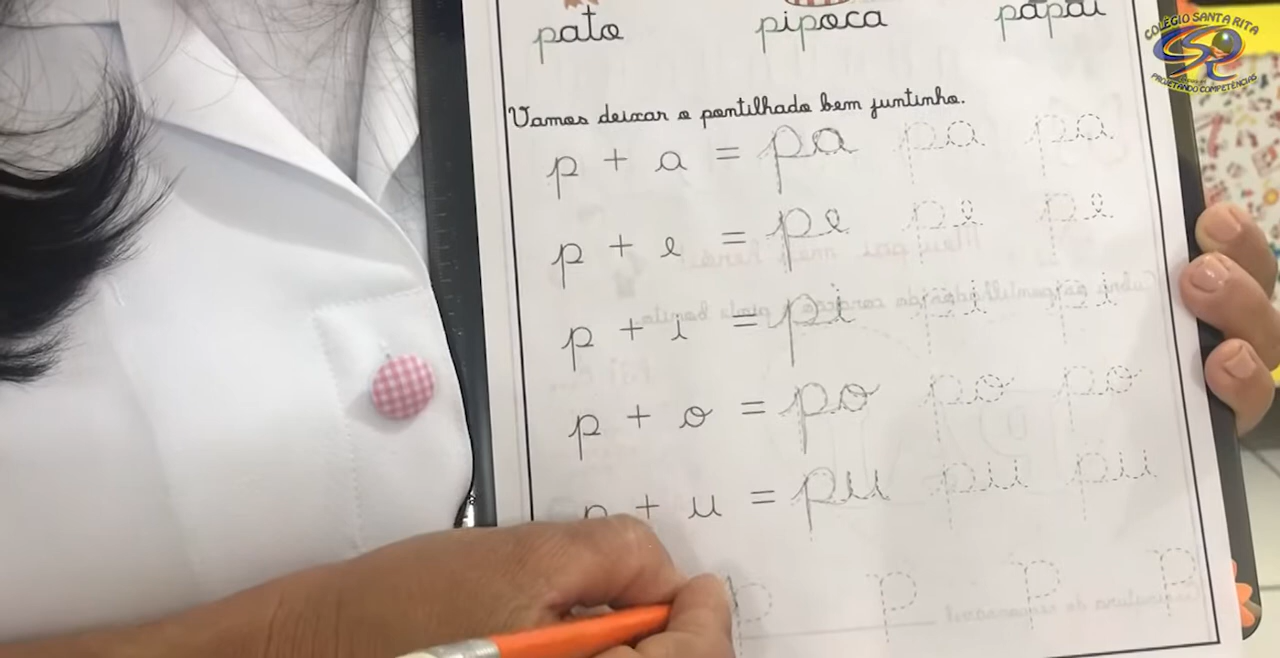 pato pipoca papai
COLÉGIO SANTA RITA
PROJETANDO COMPETÊNCIAS
Vamos deixar o pontilhado bem juntinho.
p + a = pa pa pa
p + e = pe pe pe
p + i = pi pi pi
p + o = po po po
p + u = pu pu pu
p p p p